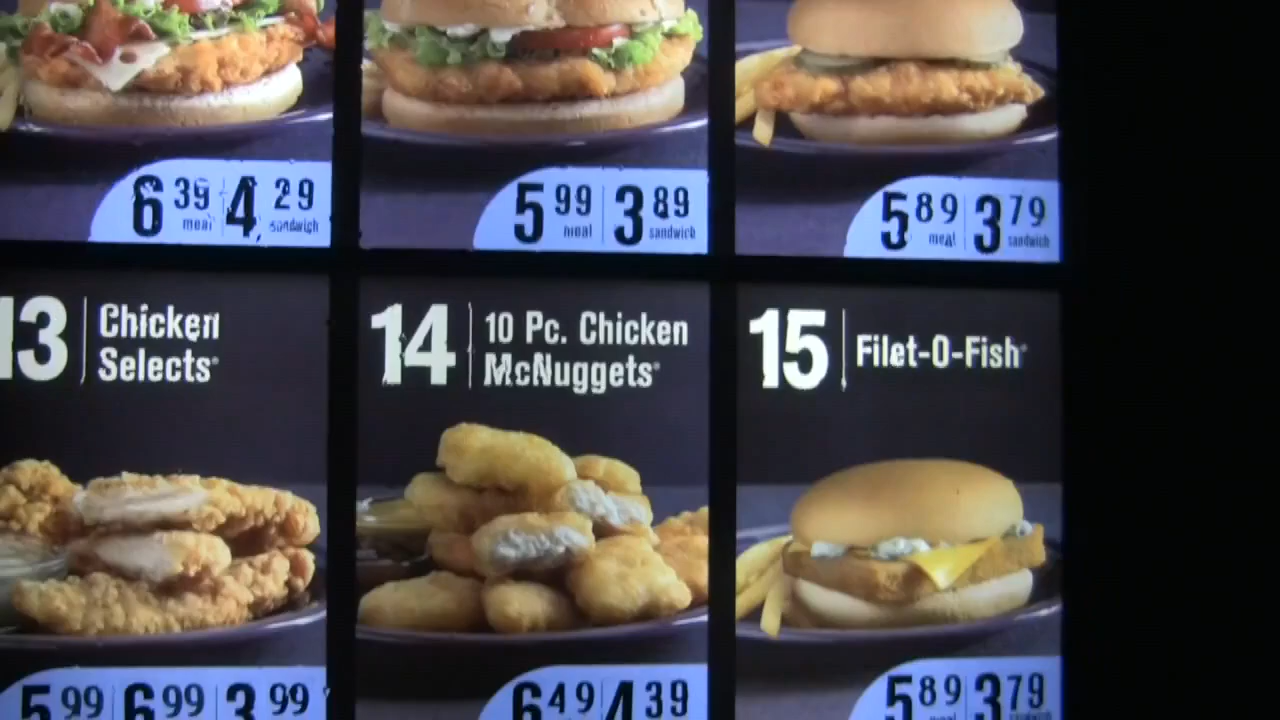 6 39 meal 4 29 sandwich
5 99 meal 3 89 sandwich
5 89 meal 3 79 sandwich
13 Chicken
Selects®
14 10 Pc. Chicken
McNuggets®
15 Filet-O-Fish®
5 99 6 99 3 99
6 49 4 39
5 89 3 79